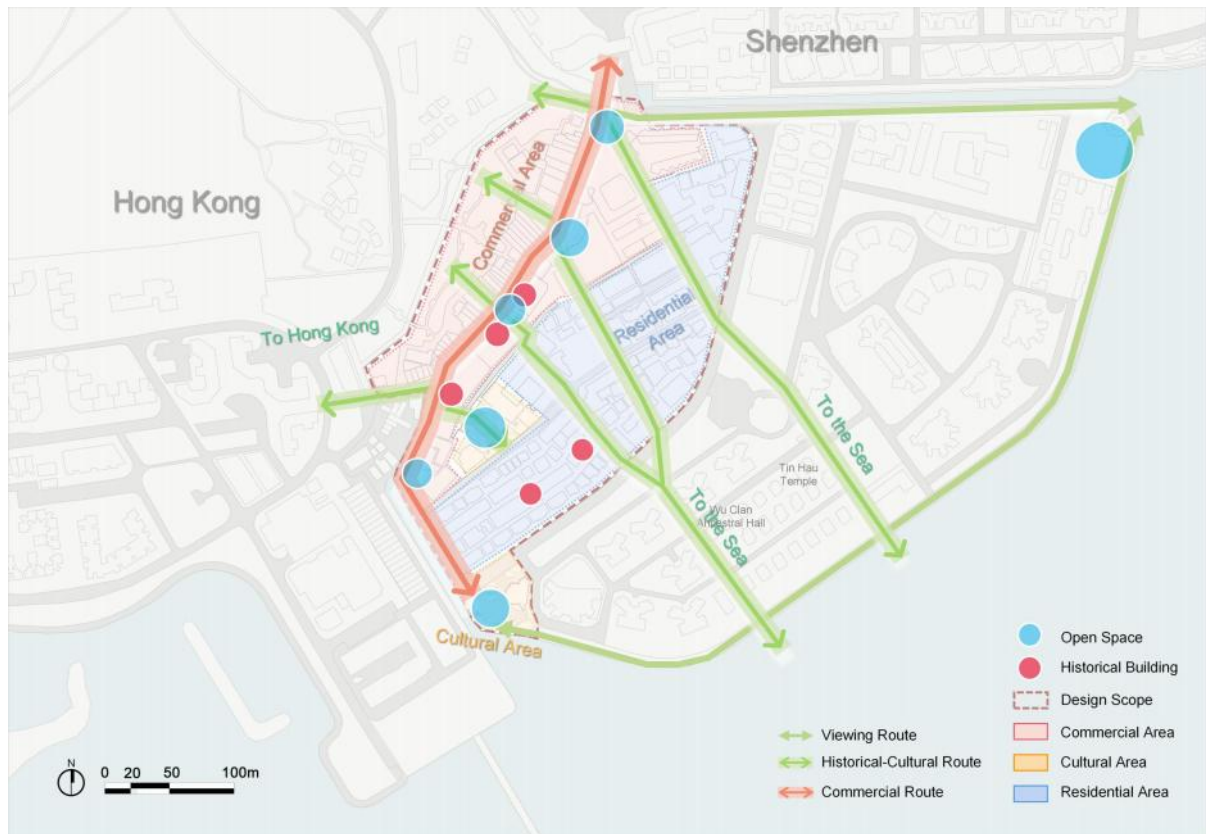 Shenzhen
Hong Kong
Commercial Area
To Hong Kong
Residential
Area
To the Sea
Tin Hau
Temple
Wu Clan
Ancestral Hall
To the Sea
Cultural Area
Open Space
Historical Building
Design Scope
Commercial Area
Cultural Area
Residential Area
Viewing Route
Historical-Cultural Route
Commercial Route
N
0 20 50 100m